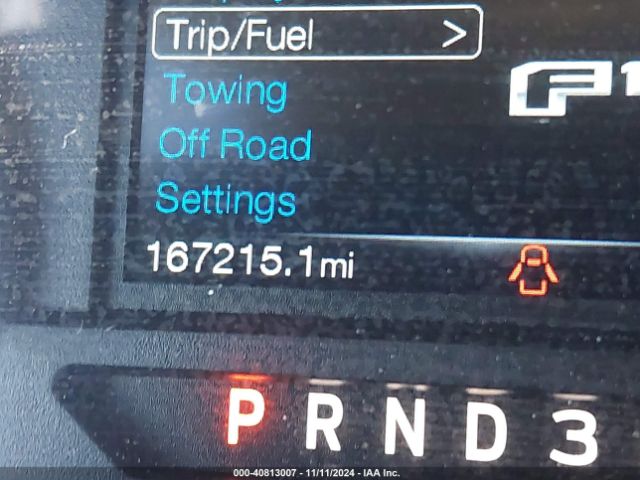 Trip/Fuel >
Towing
Off Road
Settings
167215.1mi
P R N D 3
000-40813007 - 11/11/2024 - IAA Inc.